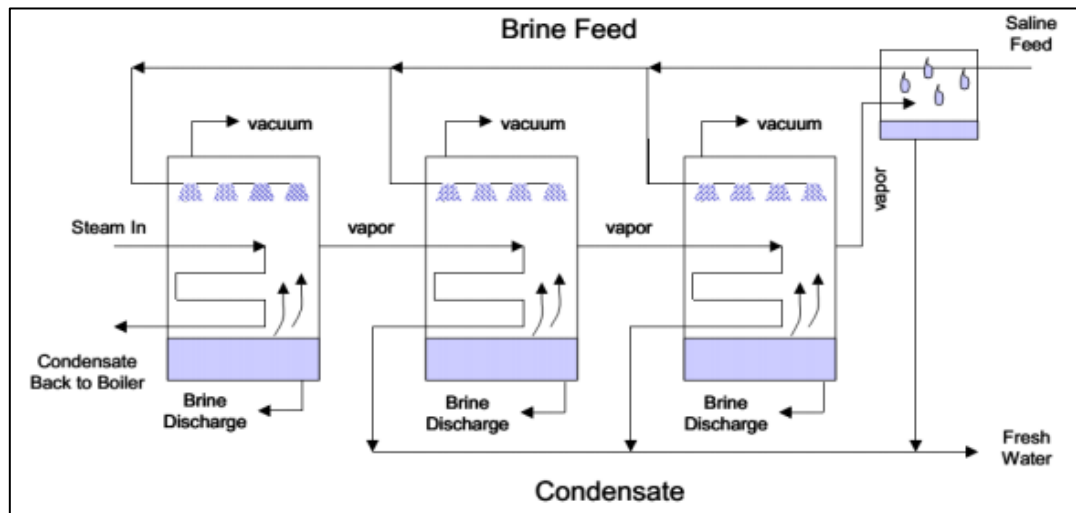 Brine Feed
Saline
Feed
vacuum
vacuum
vacuum
Steam In
vapor
vapor
vapor
Condensate
Back to Boiler
Brine
Discharge
Brine
Discharge
Brine
Discharge
Fresh
Water
Condensate